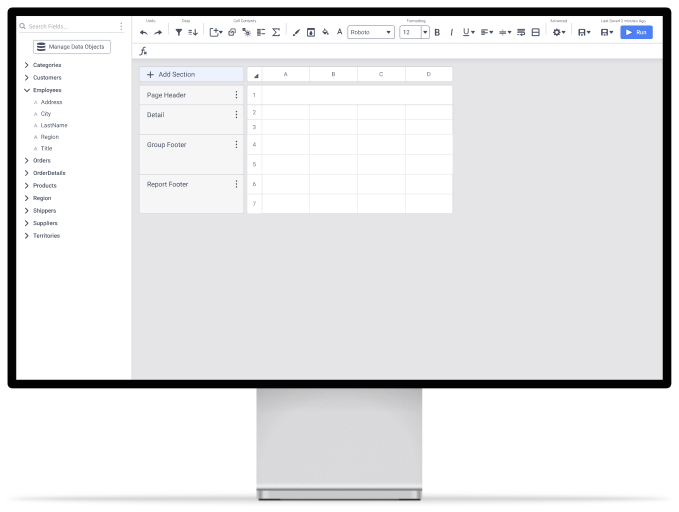 Undo
Data
Cell Contents
Formatting
Advanced
Last Saved 2 minutes Ago
Search Fields...
Roboto
12
B
I
U
A
Run
Manage Data Objects
fx
Categories
Customers
Employees
A Address
A City
A LastName
A Region
A Title
Orders
OrderDetails
Products
Region
Shippers
Suppliers
Territories
+ Add Section
A
B
C
D
Page Header
1
Detail
2
3
Group Footer
4
5
Report Footer
6
7